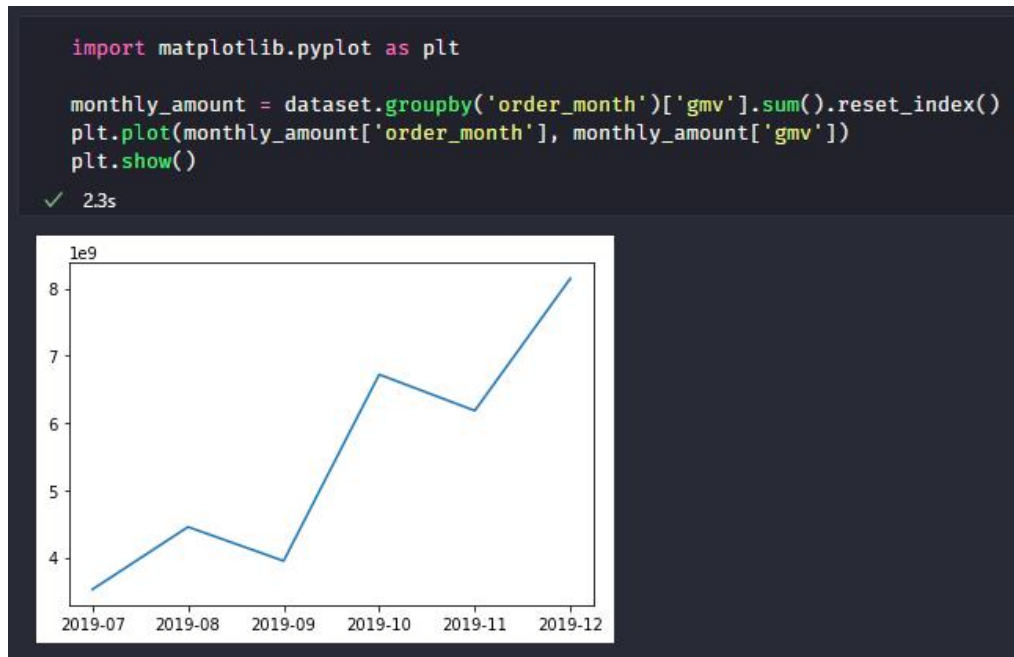 import matplotlib.pyplot as plt
monthly_amount = dataset.groupby('order_month')['gmv'].sum().reset_index()
plt.plot(monthly_amount['order_month'], monthly_amount['gmv'])
plt.show()
✓ 2.3s
1e9
8
7
6
5
4
2019-07 2019-08 2019-09 2019-10 2019-11 2019-12